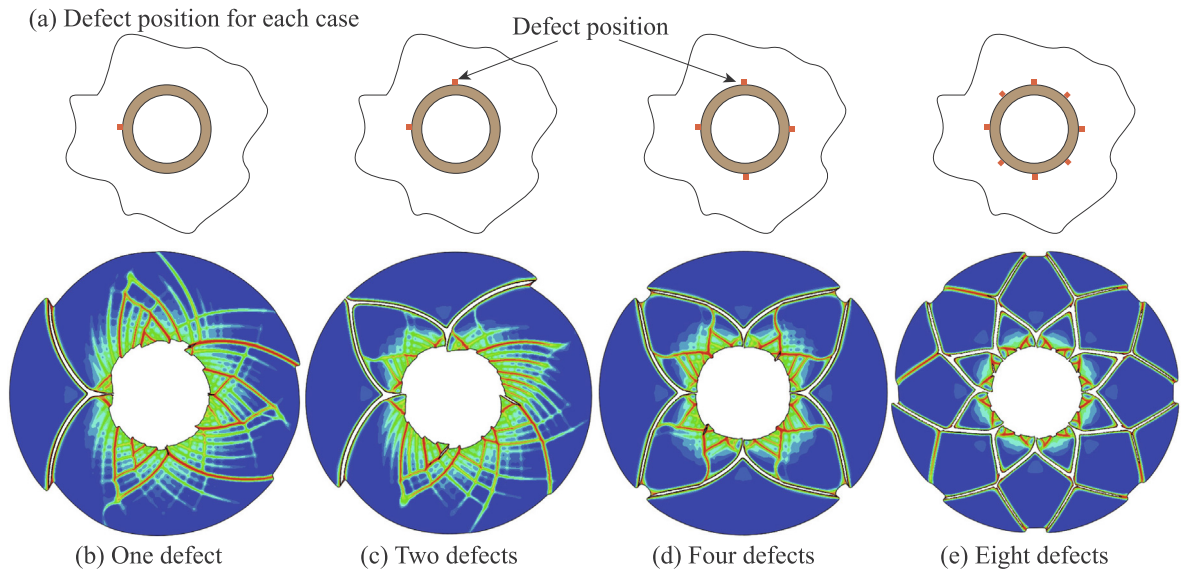 (a) Defect position for each case
Defect position
(b) One defect
(c) Two defects
(d) Four defects
(e) Eight defects